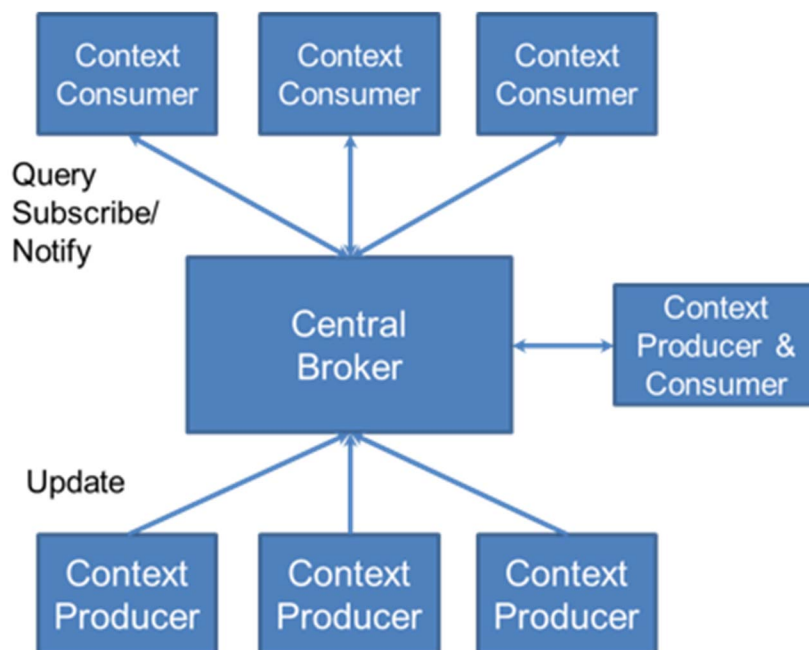 Context
Consumer
Context
Consumer
Context
Consumer
Query
Subscribe/
Notify
Central
Broker
Context
Producer &
Consumer
Update
Context
Producer
Context
Producer
Context
Producer